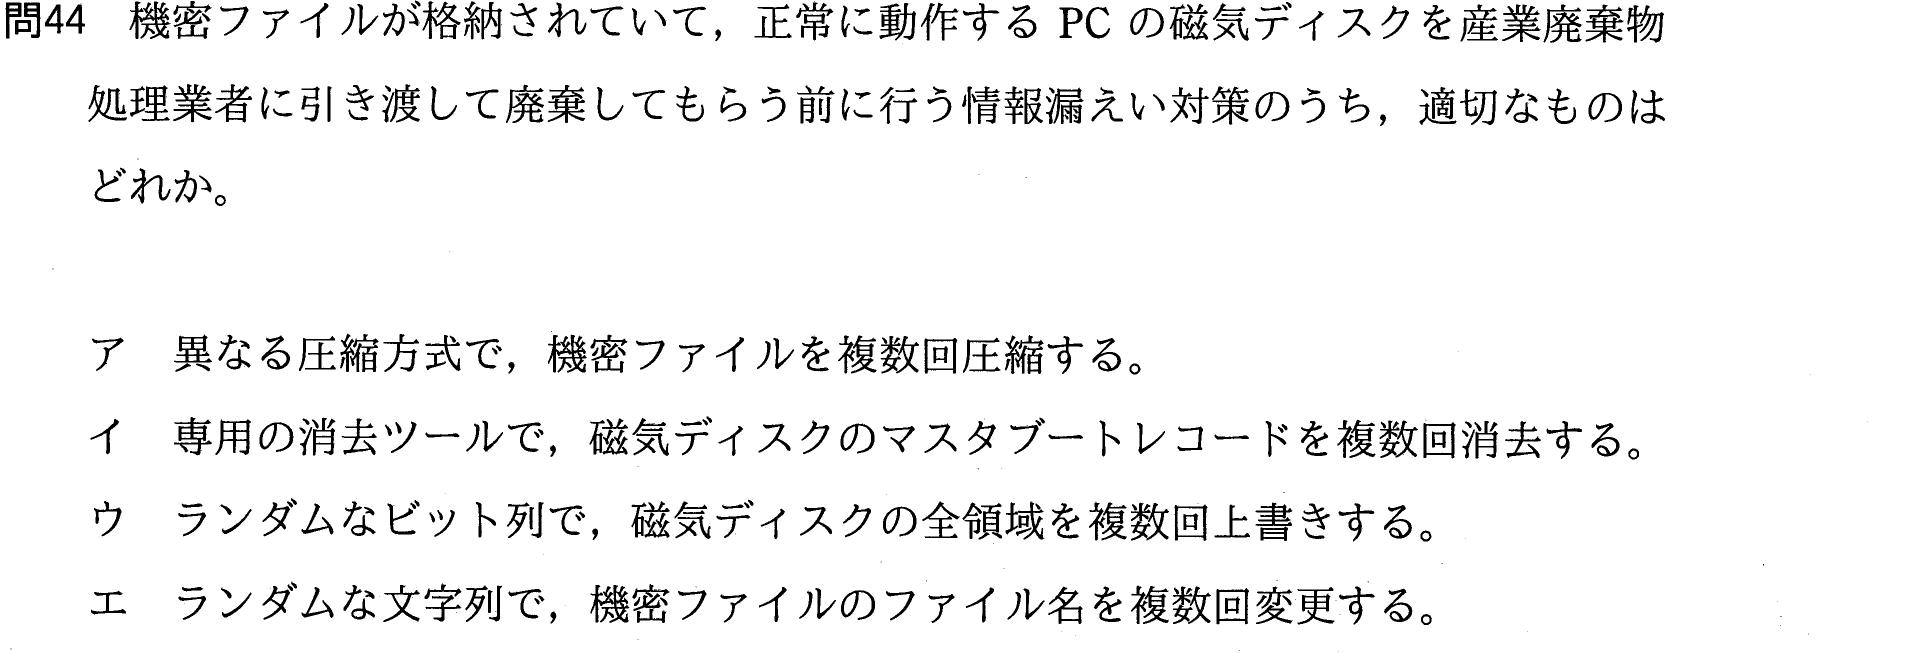 問44 機密ファイルが格納されていて，正常に動作する PC の磁気ディスクを産業廃棄物
処理業者に引き渡して廃棄してもらう前に行う情報漏えい対策のうち，適切なものは
どれか。
ア 異なる圧縮方式で，機密ファイルを複数回圧縮する。
イ 専用の消去ツールで，磁気ディスクのマスタブートレコードを複数回消去する。
ウ ランダムなビット列で，磁気ディスクの全領域を複数回上書きする。
エ ランダムな文字列で，機密ファイルのファイル名を複数回変更する。